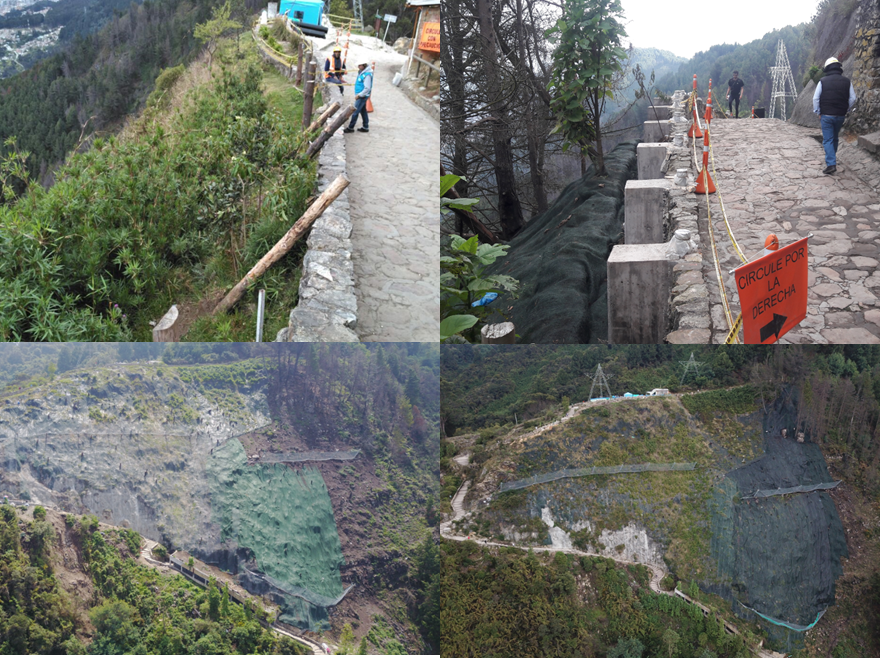 CIRCULE POR
LA
DERECHA